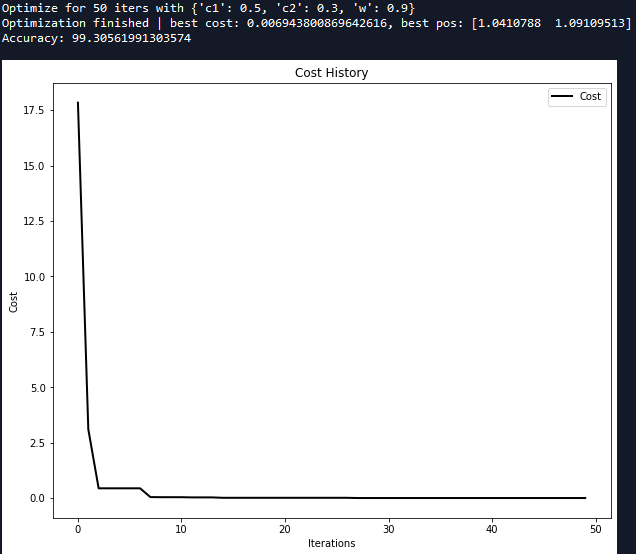 Optimize for 50 iters with {'c1': 0.5, 'c2': 0.3, 'w': 0.9}
Optimization finished | best cost: 0.006943800869642616, best pos: [1.0410788  1.09109513]
Accuracy: 99.30561991303574
Cost History
Cost
17.5
15.0
12.5
10.0
7.5
5.0
2.5
0.0
Cost
0 10 20 30 40 50
Iterations